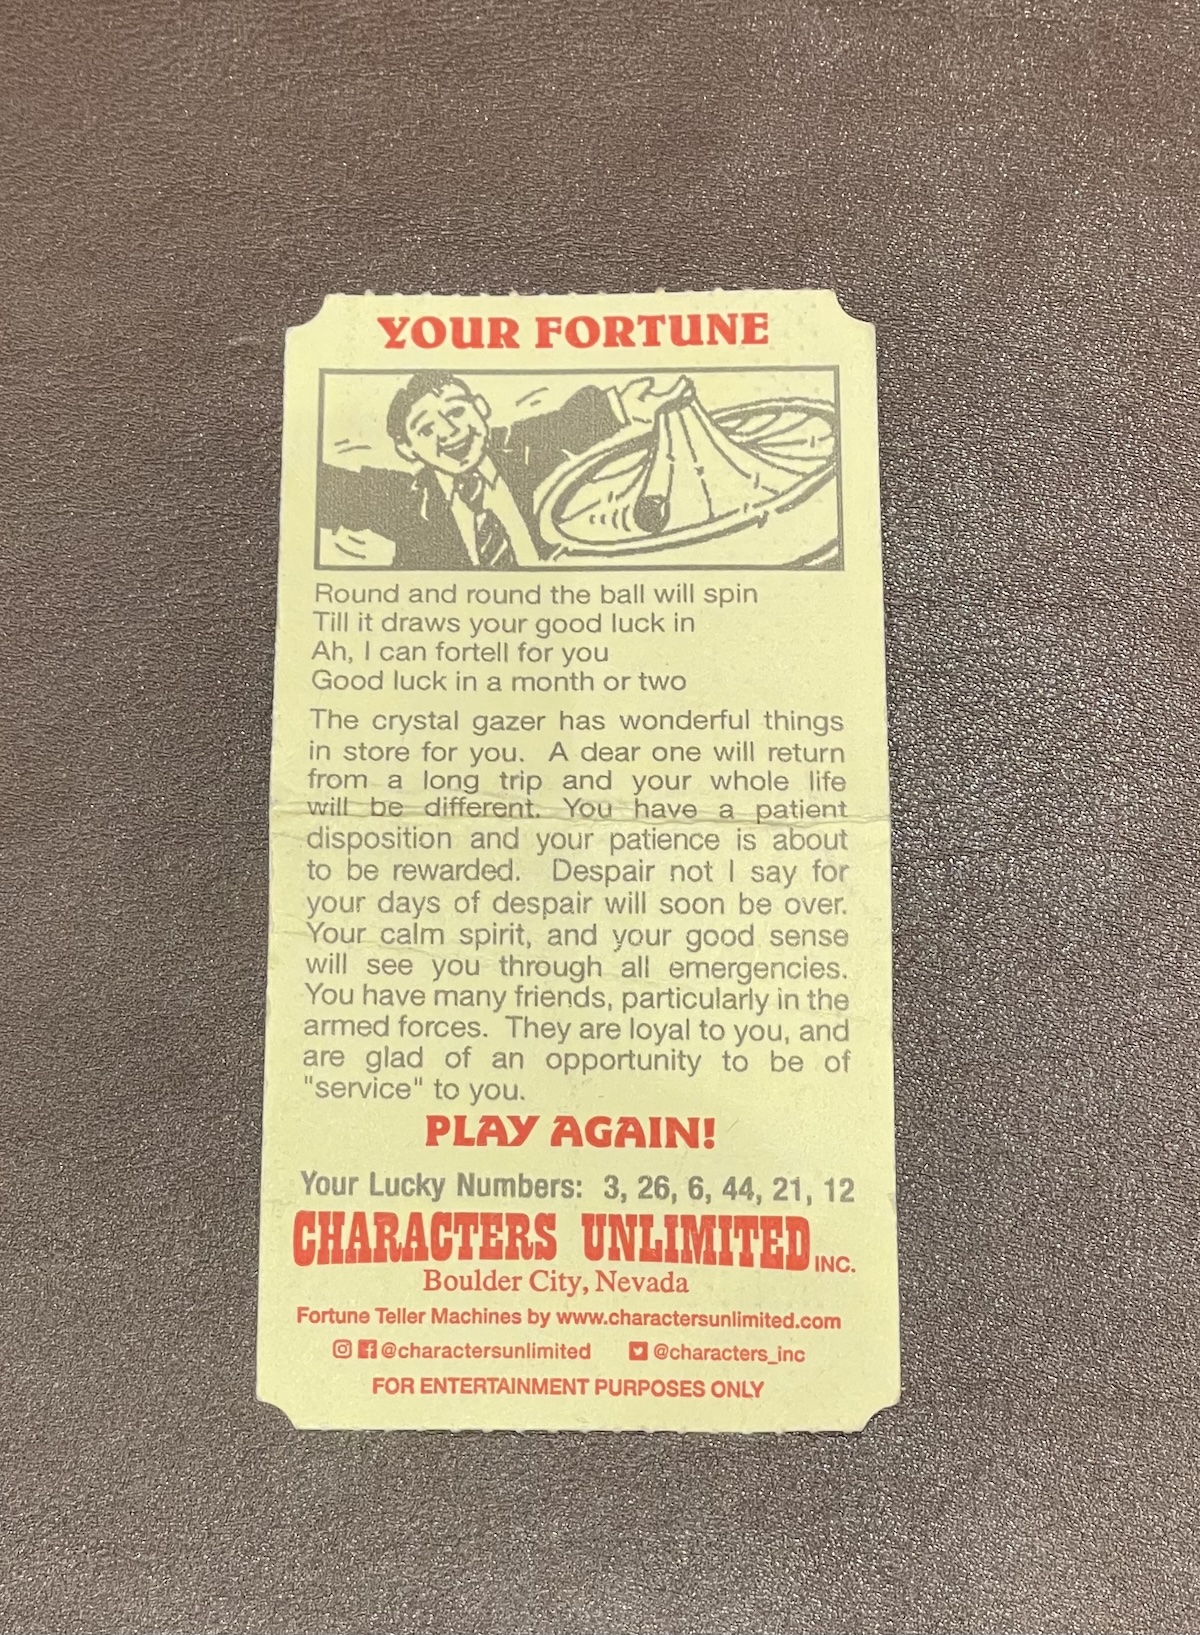 YOUR FORTUNE
Round and round the ball will spin
Till it draws your good luck in
Ah, I can fortell for you
Good luck in a month or two
The crystal gazer has wonderful things
in store for you. A dear one will return
from a long trip and your whole life
will be different. You have a patient
disposition and your patience is about
to be rewarded. Despair not I say for
your days of despair will soon be over.
Your calm spirit, and your good sense
will see you through all emergencies.
You have many friends, particularly in the
armed forces. They are loyal to you, and
are glad of an opportunity to be of
"service" to you.
PLAY AGAIN!
Your Lucky Numbers: 3, 26, 6, 44, 21, 12
CHARACTERS UNLIMITED INC.
Boulder City, Nevada
Fortune Teller Machines by www.charactersunlimited.com
@charactersunlimited @characters_inc
FOR ENTERTAINMENT PURPOSES ONLY